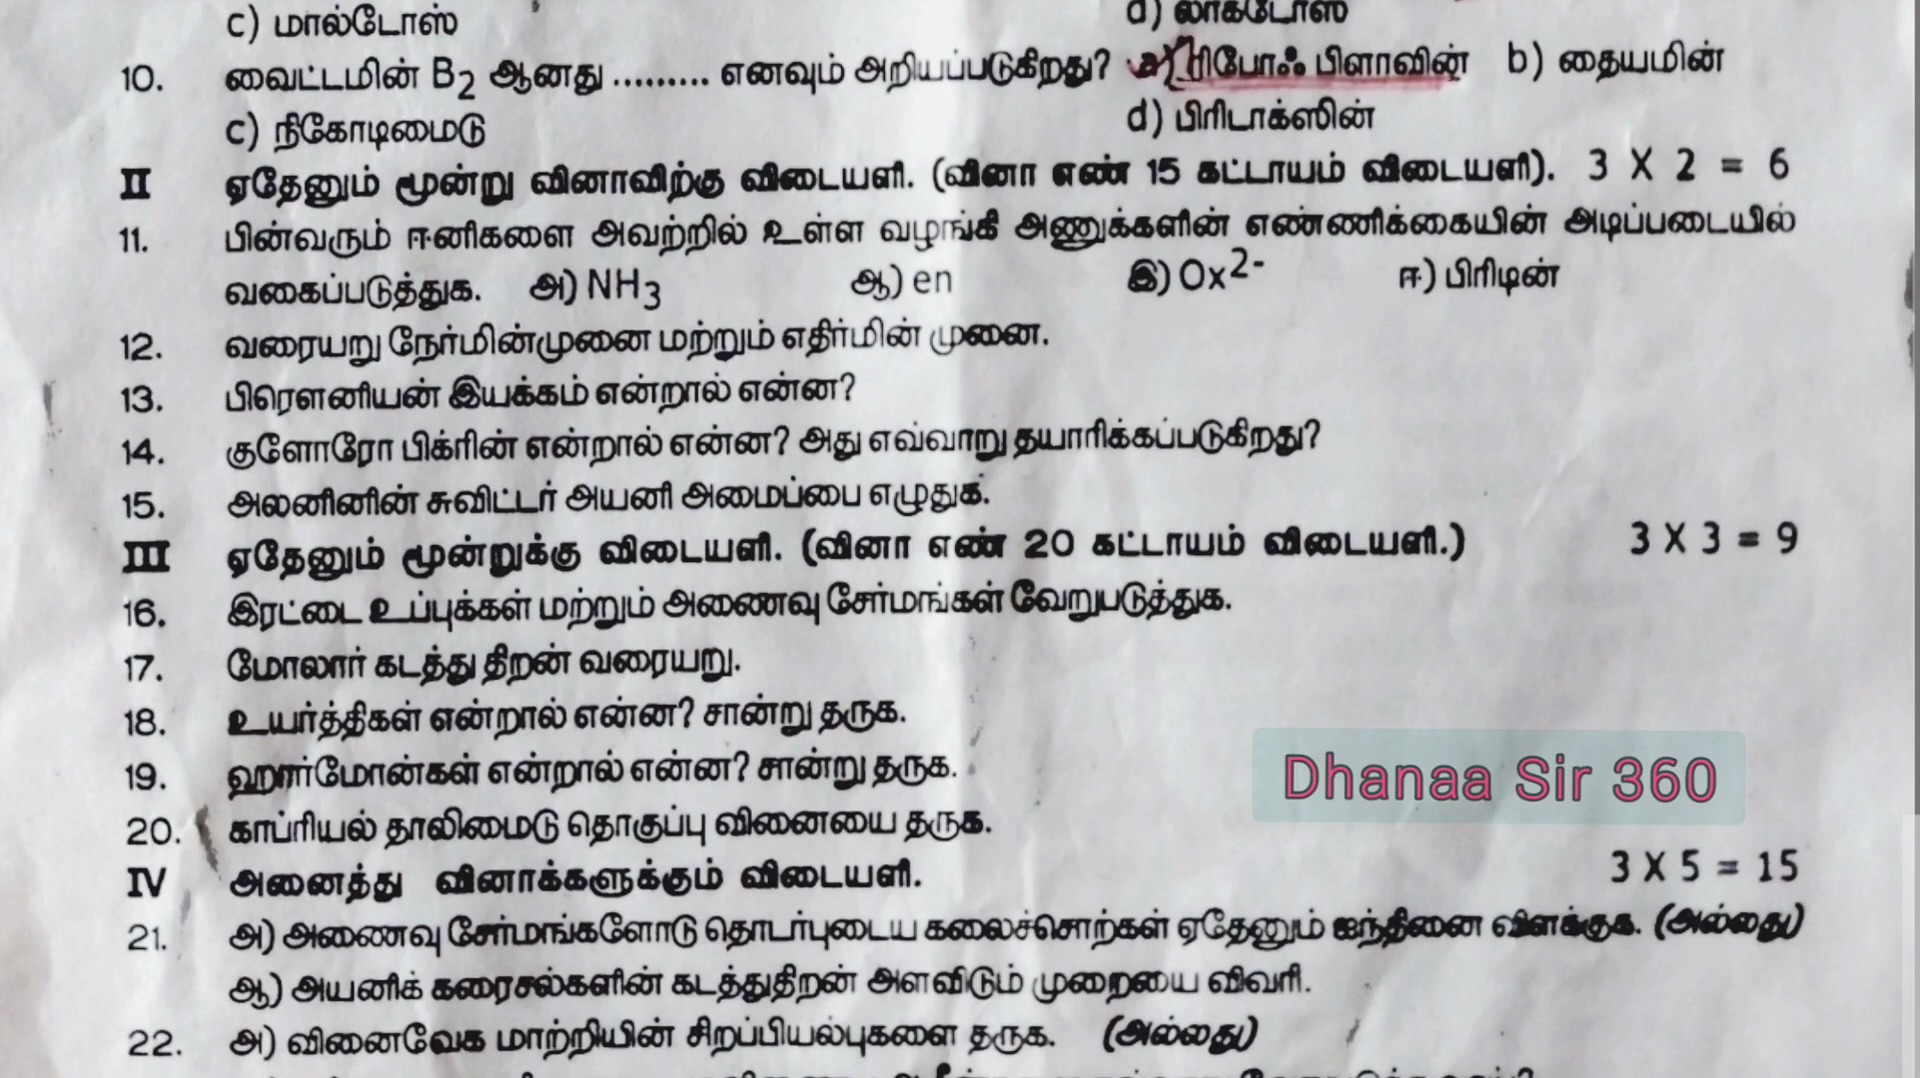 c) மால்டோஸ் d) லாக்டோஸ்
10. வைட்டமின் B2 ஆனது ......... எனவும் அறியப்படுகிறது? a) ரிபோஃபிளாவின் b) தையமின்
c) நிகோடிமைடு d) பிரிடாக்ஸின்
II ஏதேனும் மூன்று வினாவிற்கு விடையளி. (வினா எண் 15 கட்டாயம் விடையளி). 3 X 2 = 6
11. பின்வரும் ஈனிகளை அவற்றில் உள்ள வழங்கி அணுக்களின் எண்ணிக்கையின் அடிப்படையில்
வகைப்படுத்துக. அ) NH3 ஆ) en இ) Ox2- ஈ) பிரிடின்
12. வரையறு நேர்மின்முனை மற்றும் எதிர்மின் முனை.
13. பிரௌனியன் இயக்கம் என்றால் என்ன?
14. குளோரோ பிக்ரின் என்றால் என்ன? அது எவ்வாறு தயாரிக்கப்படுகிறது?
15. அலனினின் சுவிட்டர் அயனி அமைப்பை எழுதுக.
III ஏதேனும் மூன்றுக்கு விடையளி. (வினா எண் 20 கட்டாயம் விடையளி.) 3 X 3 = 9
16. இரட்டை உப்புக்கள் மற்றும் அணைவு சேர்மங்கள் வேறுபடுத்துக.
17. மோலார் கடத்து திறன் வரையறு.
18. உயர்த்திகள் என்றால் என்ன? சான்று தருக.
19. ஹார்மோன்கள் என்றால் என்ன? சான்று தருக.
Dhanaa Sir 360
20. காப்ரியல் தாலிமைடு தொகுப்பு வினையை தருக.
IV அனைத்து வினாக்களுக்கும் விடையளி. 3 X 5 = 15
21. அ) அணைவு சேர்மங்களோடு தொடர்புடைய கலைச்சொற்கள் ஏதேனும் ஐந்தினை விளக்குக. (அல்லது)
ஆ) அயனிக் கரைசல்களின் கடத்துதிறன் அளவிடும் முறையை விவரி.
22. அ) வினைவேக மாற்றியின் சிறப்பியல்புகளை தருக. (அல்லது)